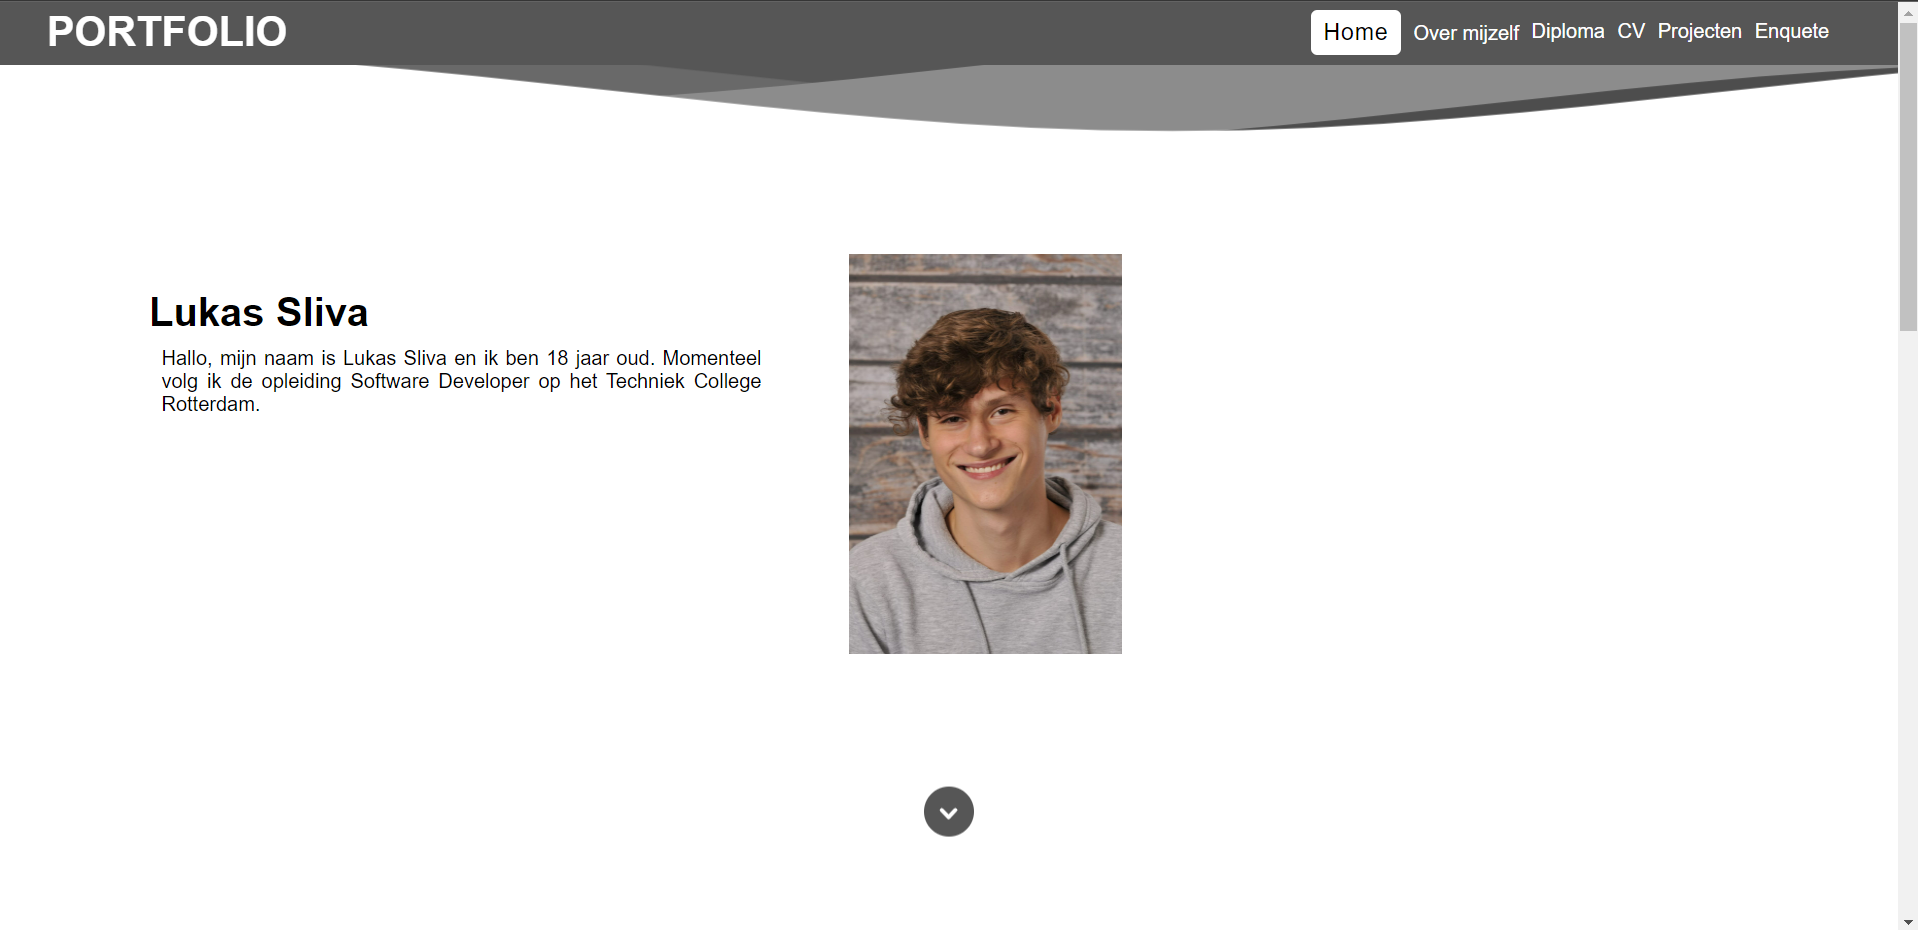 PORTFOLIO
Home Over mijzelf Diploma CV Projecten Enquete
Lukas Sliva
Hallo, mijn naam is Lukas Sliva en ik ben 18 jaar oud. Momenteel
volg ik de opleiding Software Developer op het Techniek College
Rotterdam.